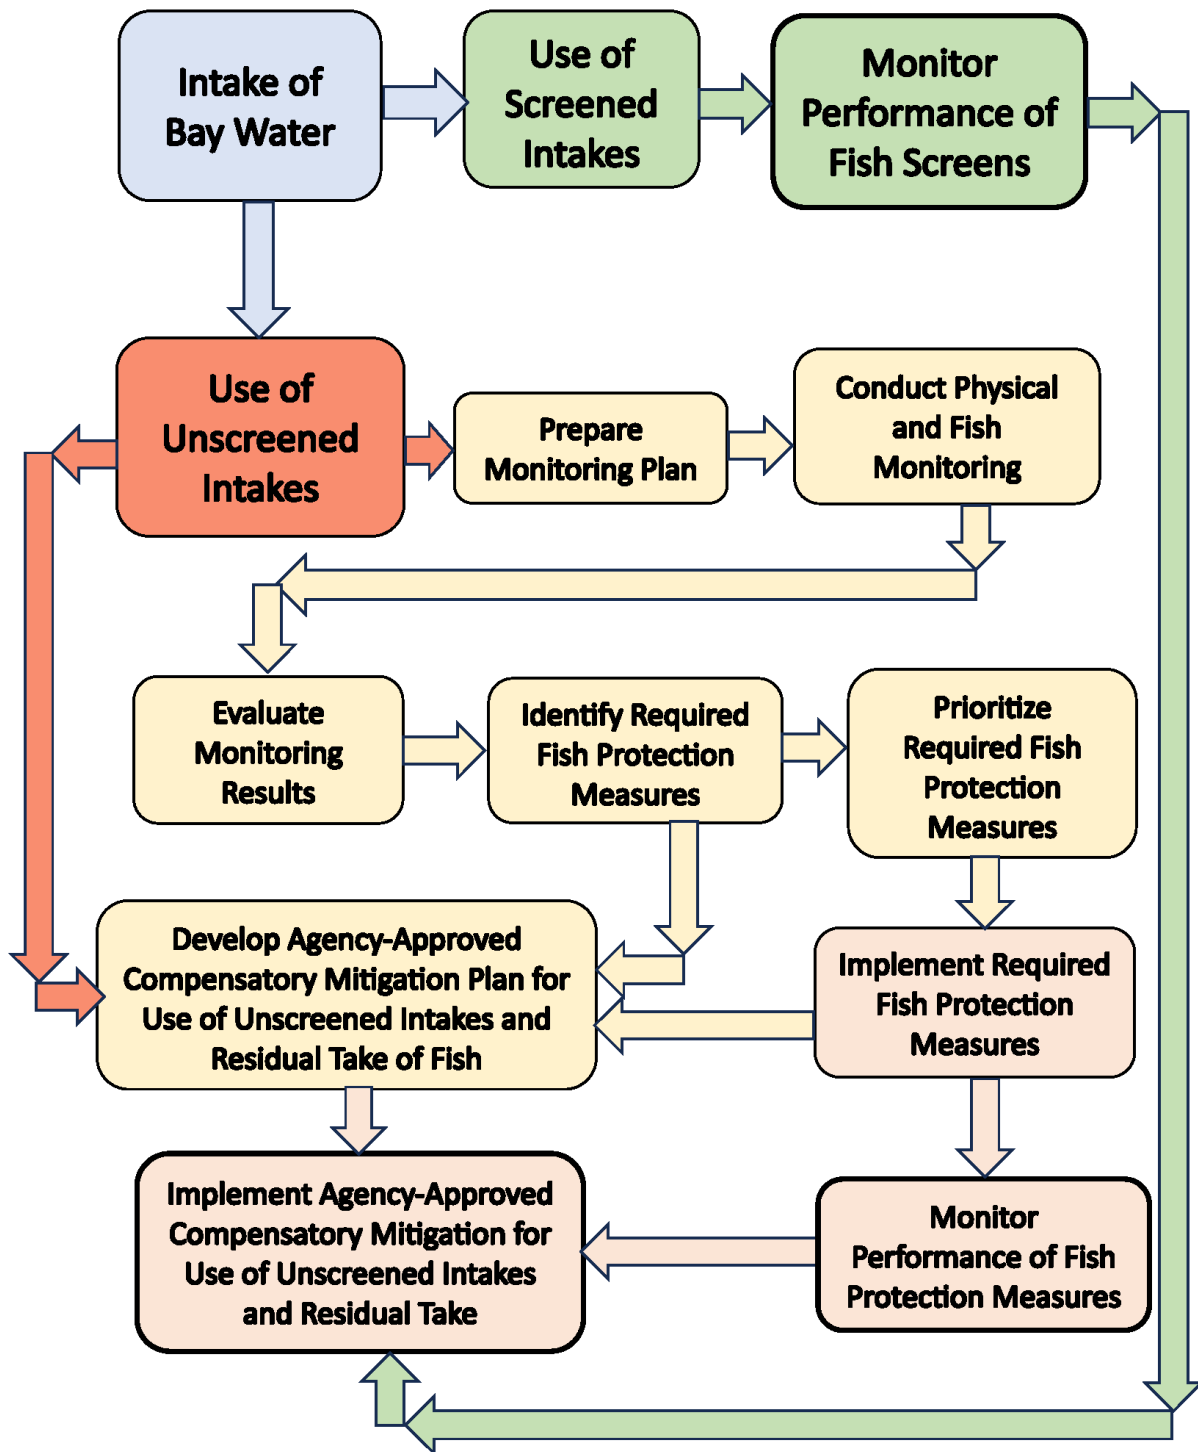 Intake of
Bay Water
Use of
Screened
Intakes
Monitor
Performance of
Fish Screens
Use of
Unscreened
Intakes
Prepare
Monitoring Plan
Conduct Physical
and Fish
Monitoring
Evaluate
Monitoring
Results
Identify Required
Fish Protection
Measures
Prioritize
Required Fish
Protection
Measures
Develop Agency-Approved
Compensatory Mitigation Plan for
Use of Unscreened Intakes and
Residual Take of Fish
Implement Required
Fish Protection
Measures
Implement Agency-Approved
Compensatory Mitigation for
Use of Unscreened Intakes
and Residual Take
Monitor
Performance of Fish
Protection Measures